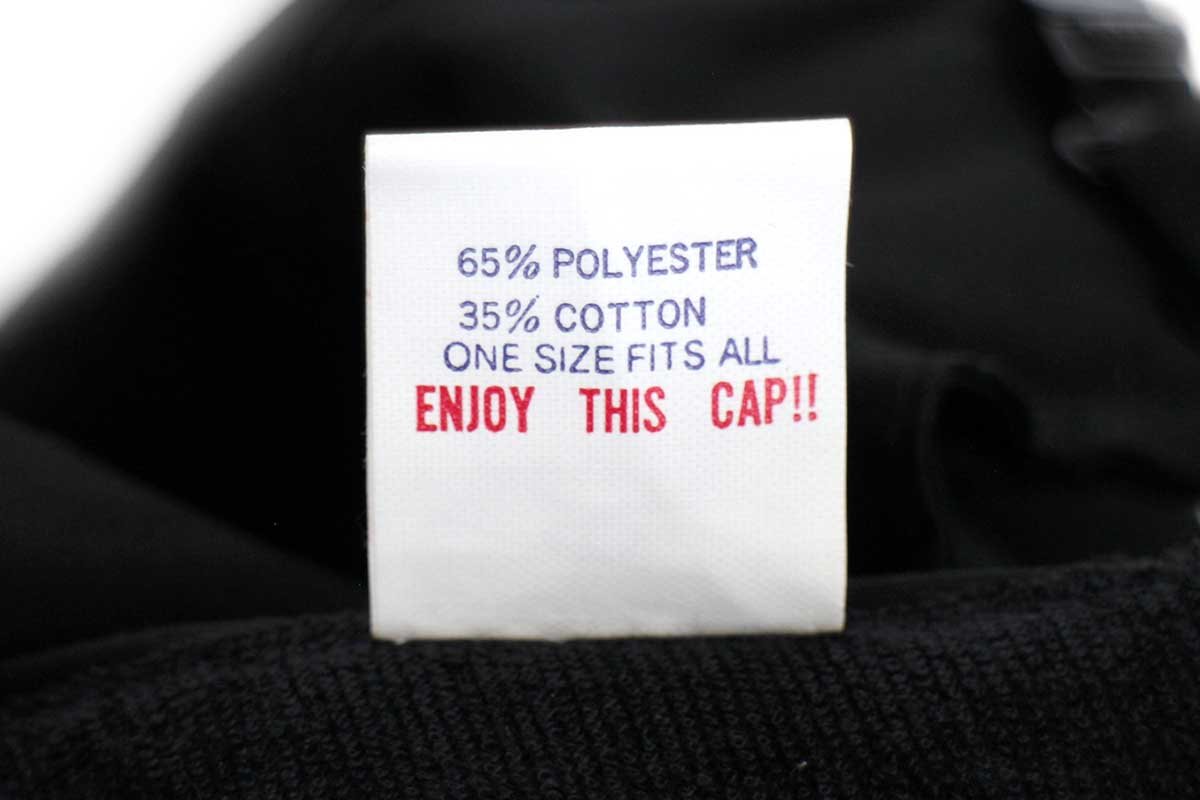 65% POLYESTER
35% COTTON
ONE SIZE FITS ALL
ENJOY THIS CAP!!